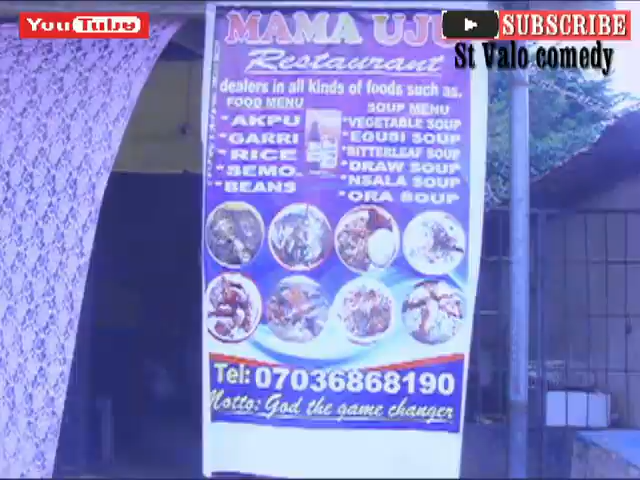 YouTube
SUBSCRIBE
St Valo comedy
MAMA UJU
Restaurant
dealers in all kinds of foods such as.
FOOD MENU
*AKPU
*GARRI
*RICE
*SEMO.
*BEANS
SOUP MENU
*VEGETABLE SOUP
*EGUSI SOUP
*BITTERLEAF SOUP
*DRAW SOUP
*NSALA SOUP
*ORA SOUP
Tel: 07036868190
Motto: God the game changer